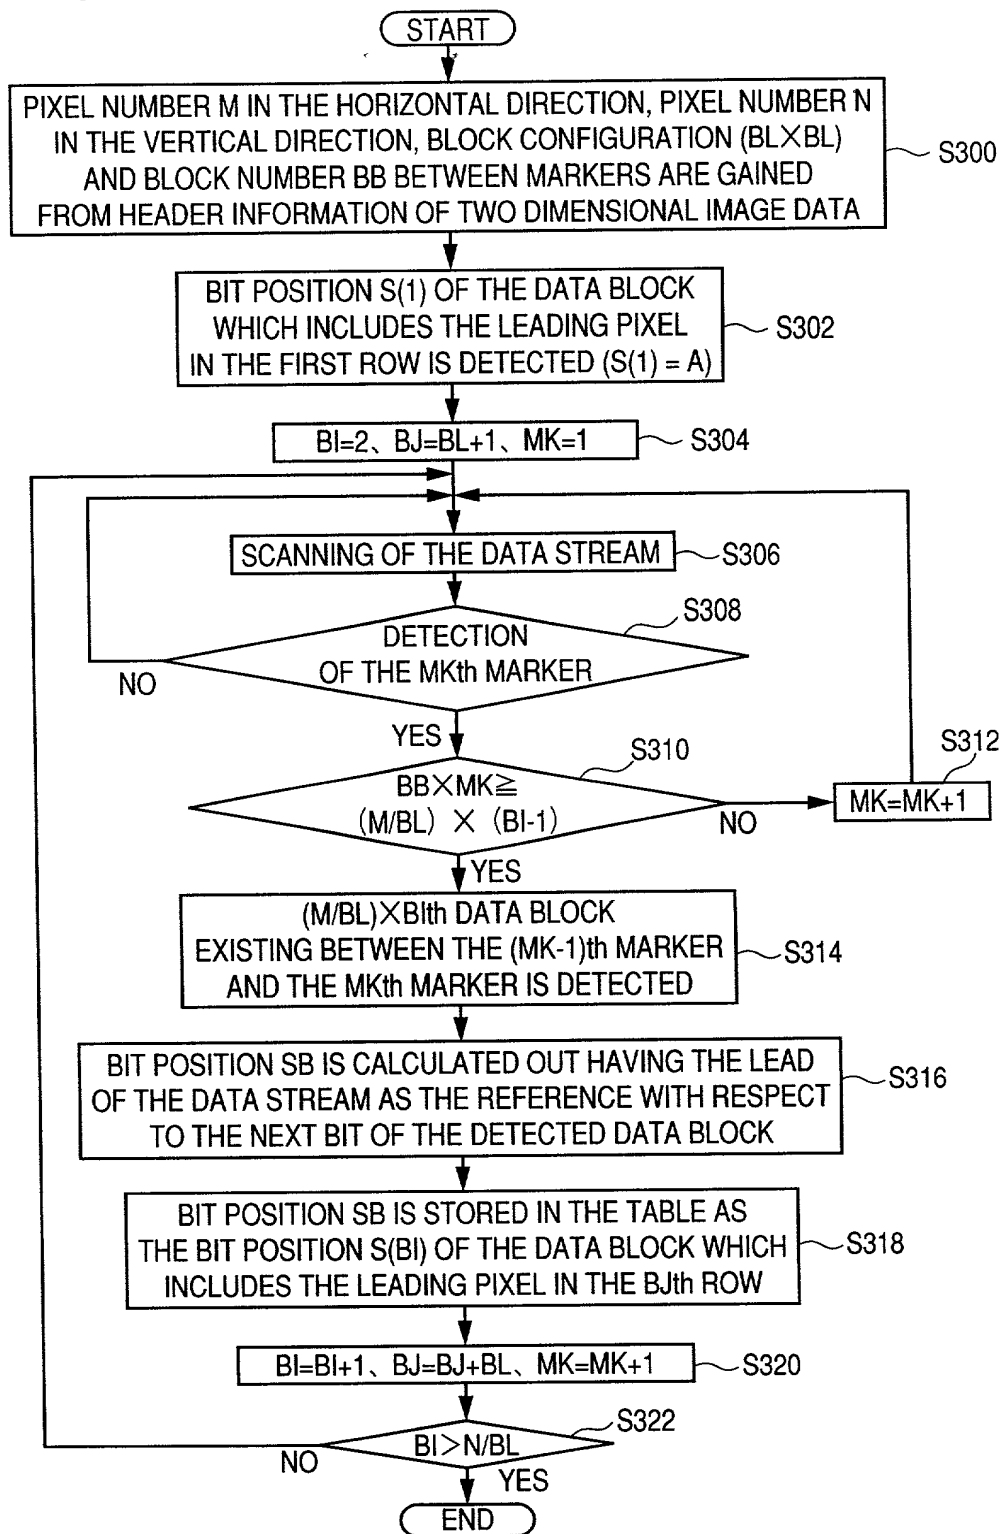 START
PIXEL NUMBER M IN THE HORIZONTAL DIRECTION, PIXEL NUMBER N
IN THE VERTICAL DIRECTION, BLOCK CONFIGURATION (BL×BL)
AND BLOCK NUMBER BB BETWEEN MARKERS ARE GAINED
FROM HEADER INFORMATION OF TWO DIMENSIONAL IMAGE DATA
S300
BIT POSITION S(1) OF THE DATA BLOCK
WHICH INCLUDES THE LEADING PIXEL
IN THE FIRST ROW IS DETECTED (S(1) = A)
S302
BI=2、BJ=BL+1、MK=1
S304
SCANNING OF THE DATA STREAM
S306
S308
DETECTION
OF THE MKth MARKER
NO
YES
S310
BB×MK≧
(M/BL) × (BI-1)
NO
S312
MK=MK+1
YES
(M/BL)×BIth DATA BLOCK
EXISTING BETWEEN THE (MK-1)th MARKER
AND THE MKth MARKER IS DETECTED
S314
BIT POSITION SB IS CALCULATED OUT HAVING THE LEAD
OF THE DATA STREAM AS THE REFERENCE WITH RESPECT
TO THE NEXT BIT OF THE DETECTED DATA BLOCK
S316
BIT POSITION SB IS STORED IN THE TABLE AS
THE BIT POSITION S(BI) OF THE DATA BLOCK WHICH
INCLUDES THE LEADING PIXEL IN THE BJth ROW
S318
BI=BI+1、BJ=BJ+BL、MK=MK+1
S320
S322
BI>N/BL
NO
YES
END